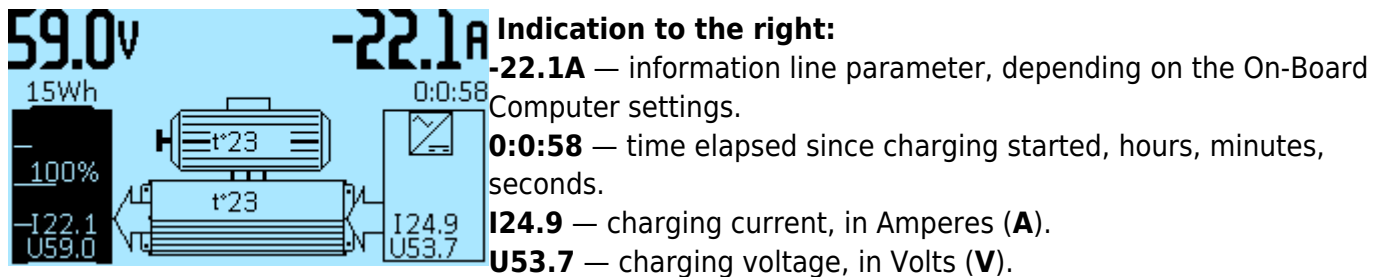 59.0V -22.1A
15Wh 0:0:58
t°23
100%
t°23
I22.1 I24.9
U59.0 U53.7
Indication to the right:
-22.1A — information line parameter, depending on the On-Board
Computer settings.
0:0:58 — time elapsed since charging started, hours, minutes,
seconds.
I24.9 — charging current, in Amperes (A).
U53.7 — charging voltage, in Volts (V).